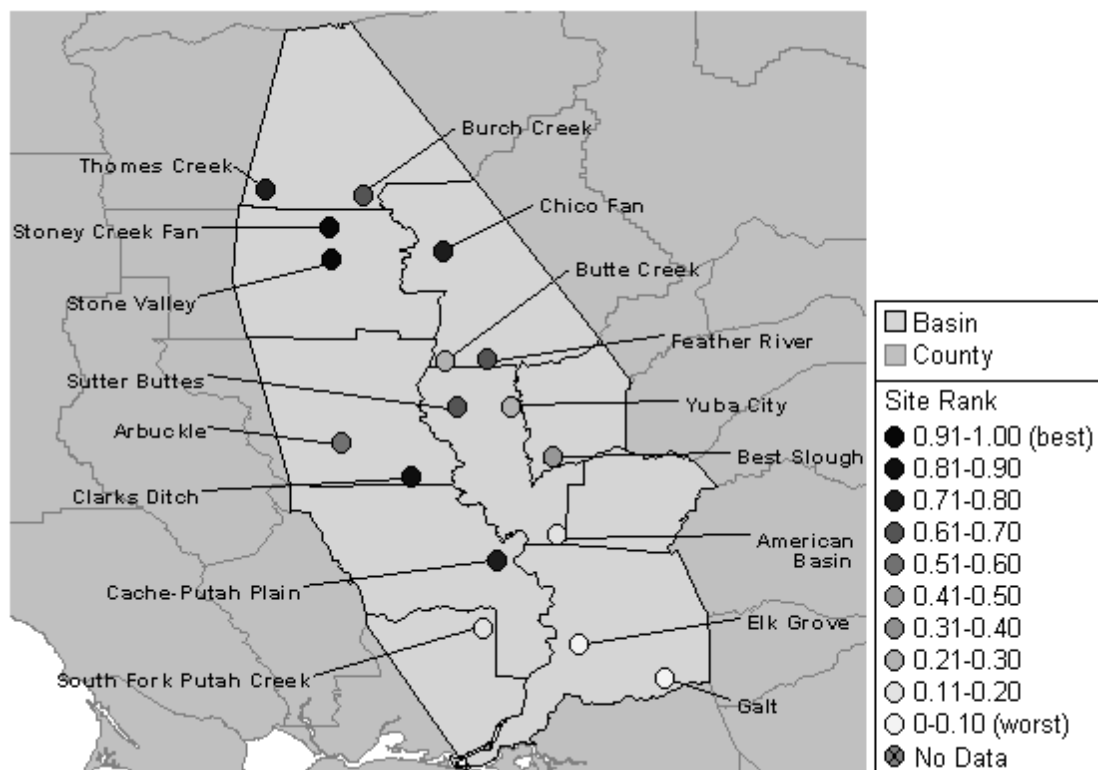 Burch Creek
Thomes Creek
Chico Fan
Stoney Creek Fan
Butte Creek
Stone Valley
Feather River
Sutter Buttes
Yuba City
Arbuckle
Best Slough
Clarks Ditch
American
Basin
Cache-Putah Plain
Elk Grove
South Fork Putah Creek
Galt
Basin
County
Site Rank
0.91-1.00 (best)
0.81-0.90
0.71-0.80
0.61-0.70
0.51-0.60
0.41-0.50
0.31-0.40
0.21-0.30
0.11-0.20
0-0.10 (worst)
No Data